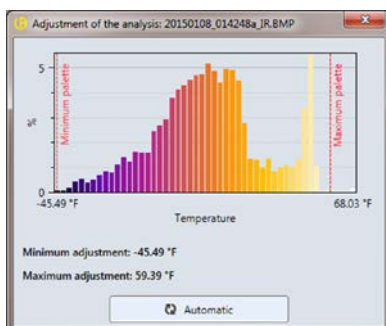 Adjustment of the analysis: 20150108_014248a_IR.BMP
5
Minimum palette
Maximum palette
%
0
-45.49 °F
68.03 °F
Temperature
Minimum adjustment: -45.49 °F
Maximum adjustment: 59.39 °F
Automatic